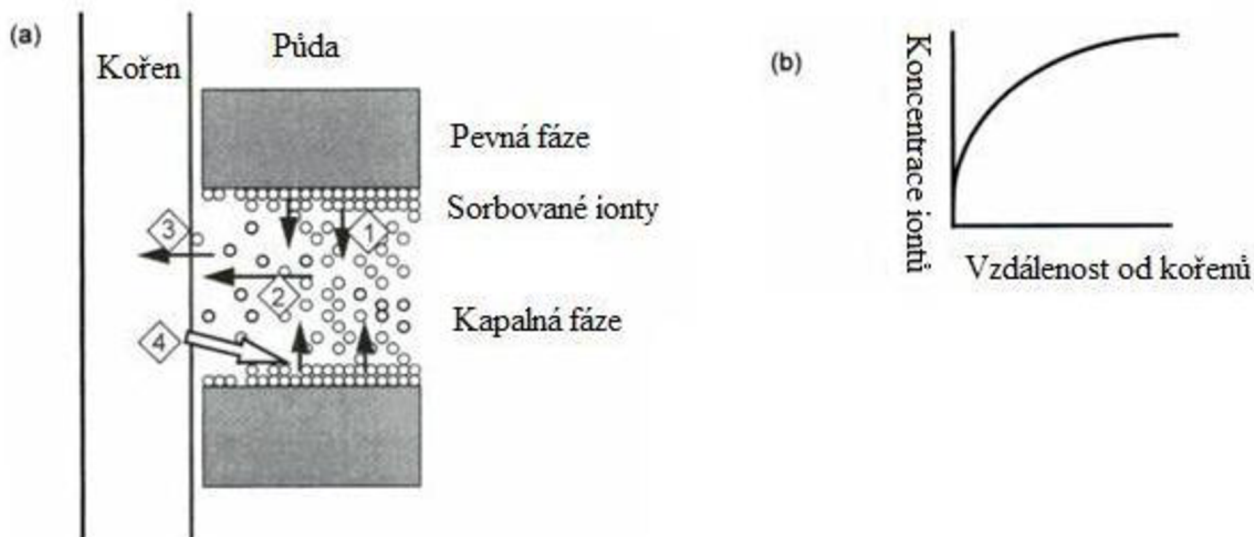 (a)
Kořen
Půda
Pevná fáze
Sorbované ionty
3
1
2
Kapalná fáze
4
(b)
Koncentrace iontů
Vzdálenost od kořenů